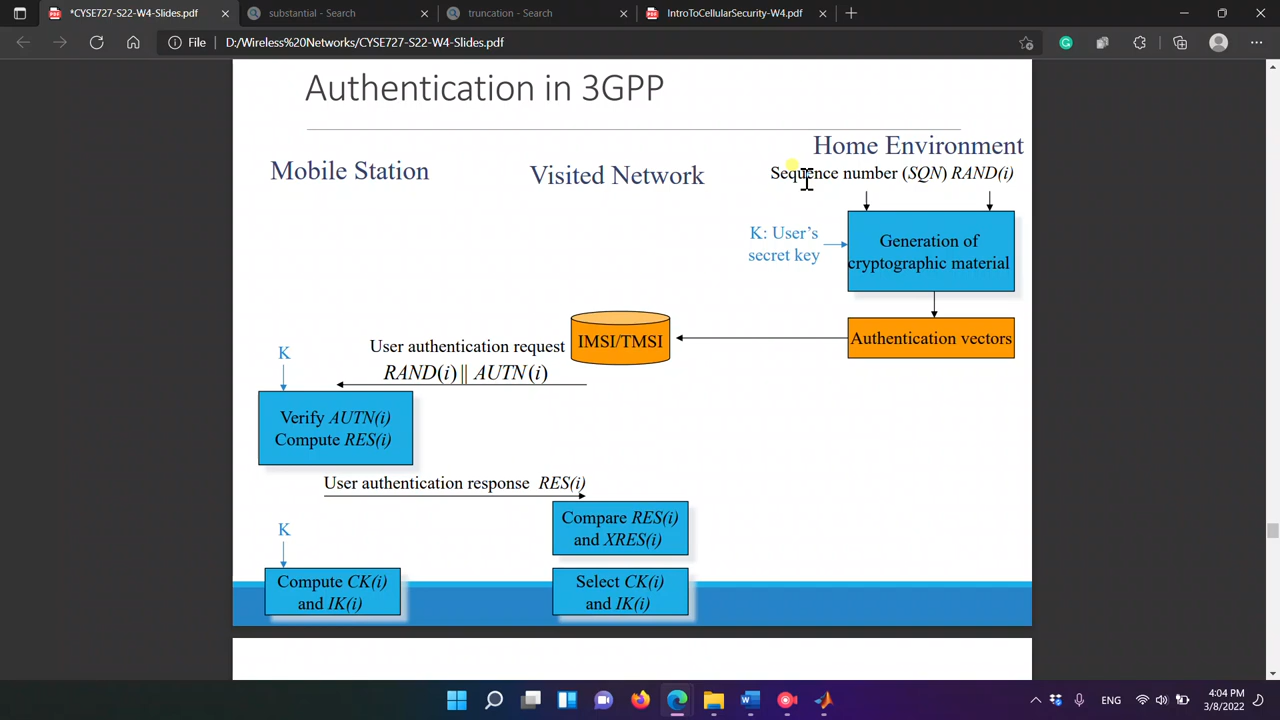 *CYSE727-S22-W4-Slides.pdf
substantial - Search
truncation - Search
IntroToCellularSecurity-W4.pdf
File
D:/Wireless%20Networks/CYSE727-S22-W4-Slides.pdf
Authentication in 3GPP
Mobile Station
Visited Network
Home Environment
Sequence number (SQN) RAND(i)
K: User's
secret key
Generation of
cryptographic material
Authentication vectors
IMSI/TMSI
User authentication request
RAND(i) || AUTN(i)
K
Verify AUTN(i)
Compute RES(i)
User authentication response RES(i)
Compare RES(i)
and XRES(i)
K
Compute CK(i)
and IK(i)
Select CK(i)
and IK(i)
ENG
4:04 PM
3/8/2022